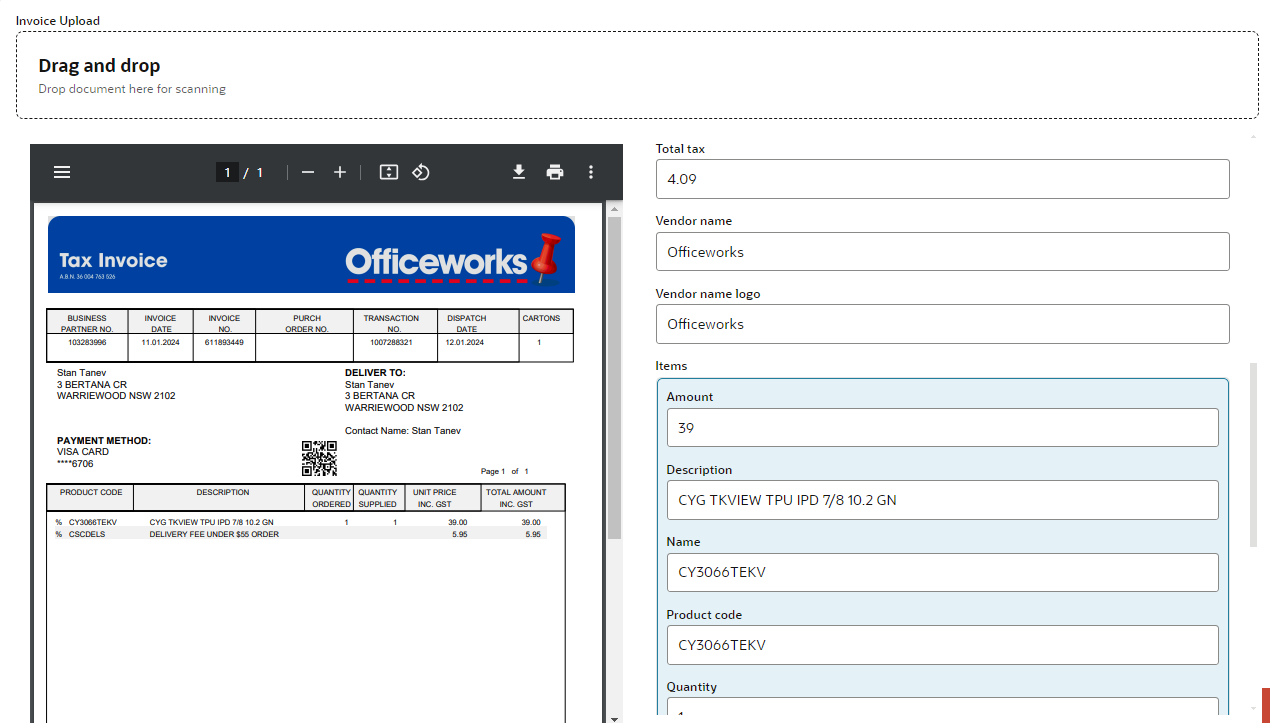 Invoice Upload
Drag and drop
Drop document here for scanning
1 / 1
Tax Invoice
A.B.N. 36 004 763 526
Officeworks
BUSINESS PARTNER NO. INVOICE DATE INVOICE NO. PURCH ORDER NO. TRANSACTION NO. DISPATCH DATE CARTONS
103283996 11.01.2024 611893449 1007288321 12.01.2024 1
Stan Tanev
3 BERTANA CR
WARRIEWOOD NSW 2102
DELIVER TO:
Stan Tanev
3 BERTANA CR
WARRIEWOOD NSW 2102
Contact Name: Stan Tanev
PAYMENT METHOD:
VISA CARD
****6706
Page 1 of 1
PRODUCT CODE DESCRIPTION QUANTITY ORDERED QUANTITY SUPPLIED UNIT PRICE INC. GST TOTAL AMOUNT INC. GST
% CY3066TEKV CYG TKVIEW TPU IPD 7/8 10.2 GN 1 1 39.00 39.00
% CSCDELS DELIVERY FEE UNDER $55 ORDER 5.95 5.95
Total tax
4.09
Vendor name
Officeworks
Vendor name logo
Officeworks
Items
Amount
39
Description
CYG TKVIEW TPU IPD 7/8 10.2 GN
Name
CY3066TEKV
Product code
CY3066TEKV
Quantity